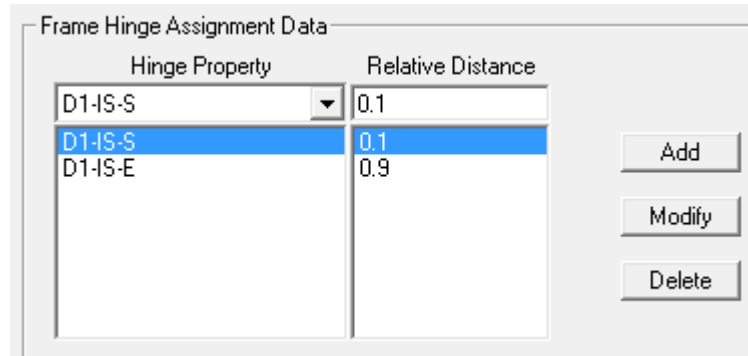 Frame Hinge Assignment Data
Hinge Property Relative Distance
D1-IS-S 0.1
D1-IS-S 0.1
D1-IS-E 0.9
Add
Modify
Delete